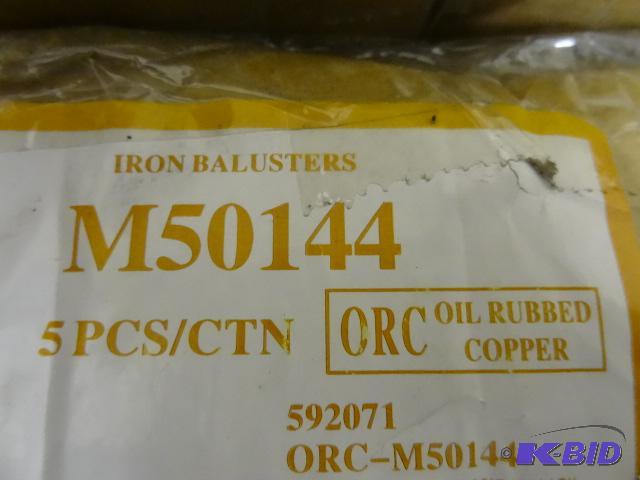 IRON BALUSTERS
M50144
5 PCS/CTN
ORC OIL RUBBED
COPPER
592071
ORC-M50144
©K-BID